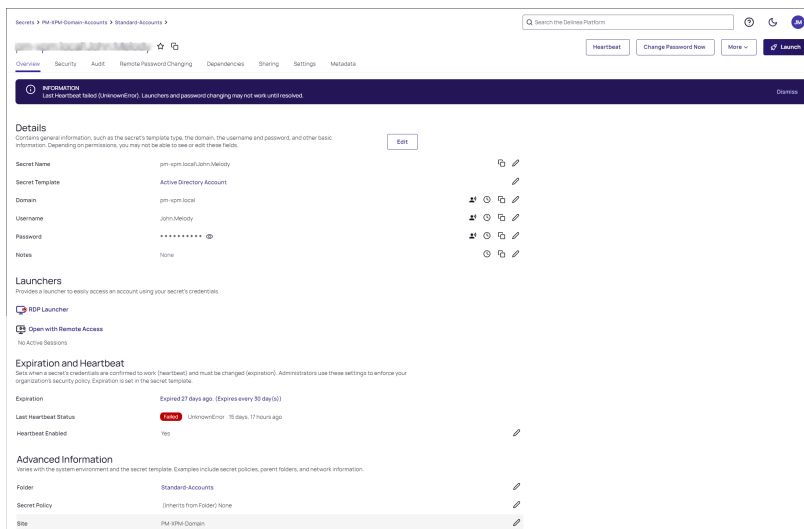 Secrets > PM-XPM-Domain-Accounts > Standard-Accounts >
Search the Delinea Platform
JM
Heartbeat
Change Password Now
More
Launch
Overview Security Audit Remote Password Changing Dependencies Sharing Settings Metadata
INFORMATION
Last Heartbeat failed (UnknownError). Launchers and password changing may not work until resolved.
Dismiss
Details
Contains general information, such as the secret's template type, the domain, the username and password, and other basic
information. Depending on permissions, you may not be able to see or edit these fields.
Edit
Secret Name pm-xpm.local\John.Melody
Secret Template Active Directory Account
Domain pm-xpm.local
Username John.Melody
Password • • • • • • • • • •
Notes None
Launchers
Provides a launcher to easily access an account using your secret's credentials.
RDP Launcher
Open with Remote Access
No Active Sessions
Expiration and Heartbeat
Sets when a secret's credentials are confirmed to work (heartbeat) and must be changed (expiration). Administrators use these settings to enforce your
organization's security policy. Expiration is set in the secret template.
Expiration Expired 27 days ago. (Expires every 30 day(s))
Last Heartbeat Status Failed UnknownError 15 days, 17 hours ago
Heartbeat Enabled Yes
Advanced Information
Varies with the system environment and the secret template. Examples include secret policies, parent folders, and network information.
Folder Standard-Accounts
Secret Policy (Inherits from Folder) None
Site PM-XPM-Domain